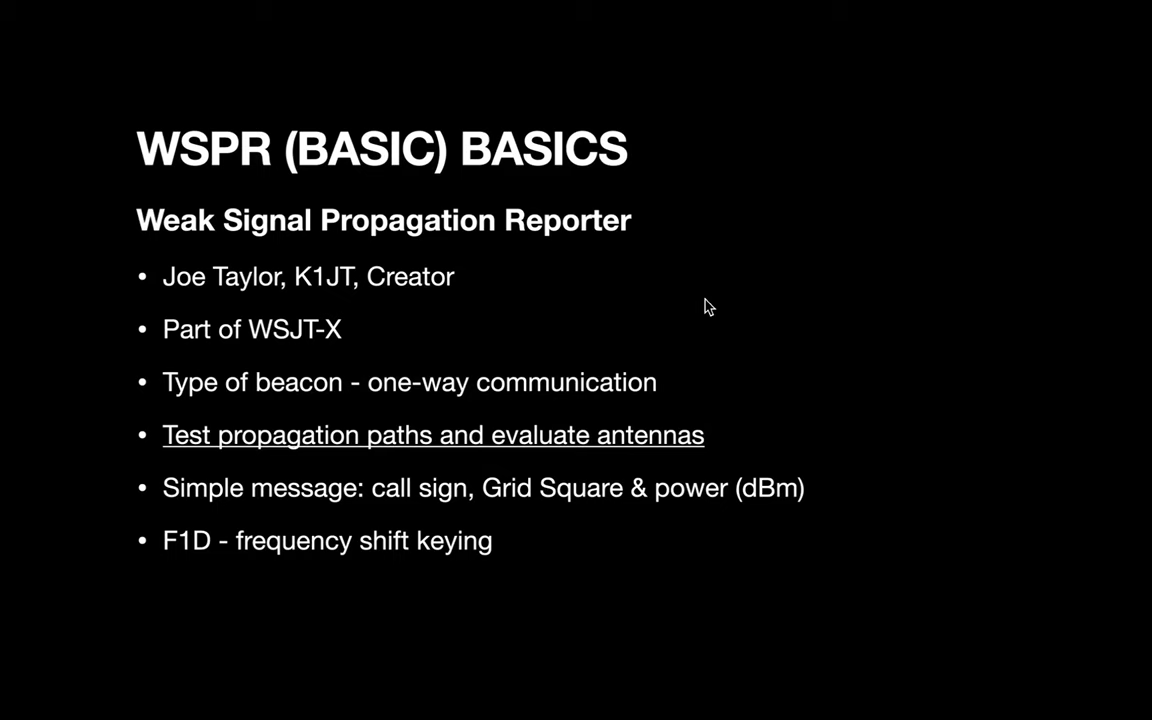 WSPR (BASIC) BASICS
Weak Signal Propagation Reporter
• Joe Taylor, K1JT, Creator
• Part of WSJT-X
• Type of beacon - one-way communication
• Test propagation paths and evaluate antennas
• Simple message: call sign, Grid Square & power (dBm)
• F1D - frequency shift keying